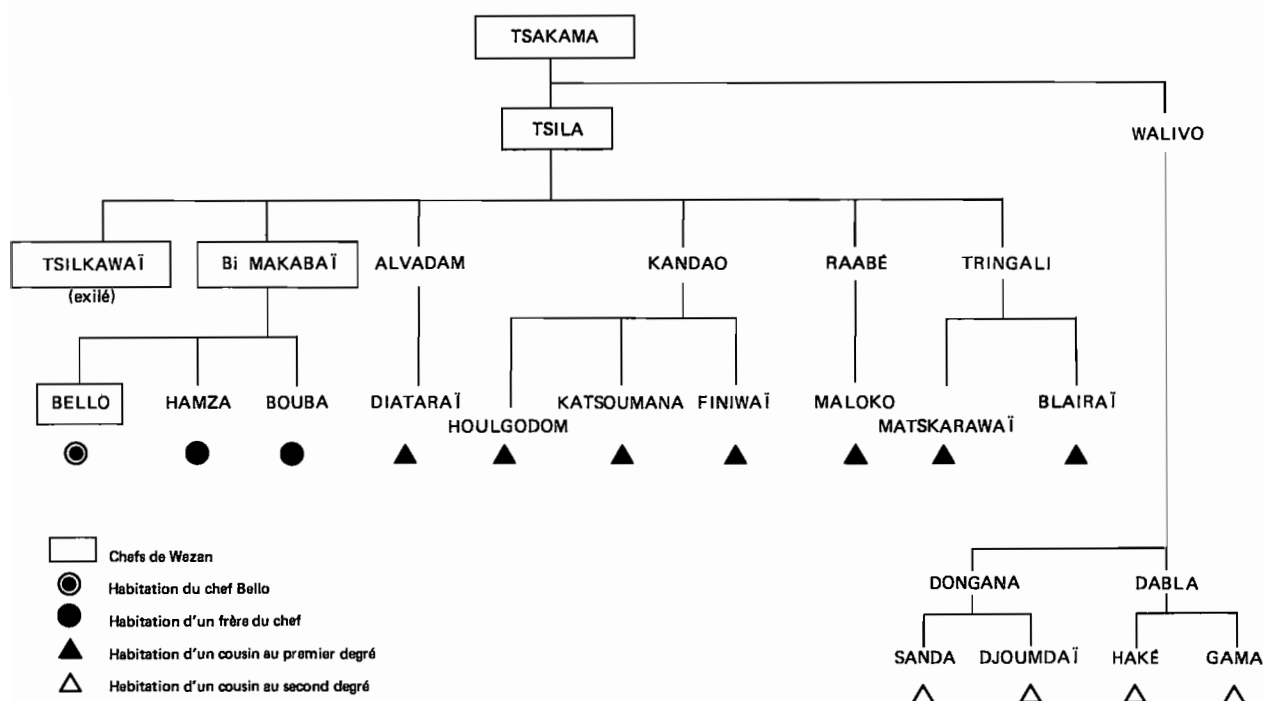 TSAKAMA
TSILA
WALIVO
TSILKAWAÏ
(exilé)
Bi MAKABAÏ
ALVADAM
KANDAO
RAABÉ
TRINGALI
BELLO
HAMZA
BOUBA
DIATARAÏ
HOULGODOM
KATSOUMANA
FINIWAÏ
MALOKO
MATSKARAWAÏ
BLAIRAÏ
Chefs de Wazan
Habitation du chef Bello
Habitation d'un frère du chef
Habitation d'un cousin au premier degré
Hebitation d'un cousin au second degré
DONGANA
DABLA
SANDA
DJOUMDAÏ
HAKÉ
GAMA